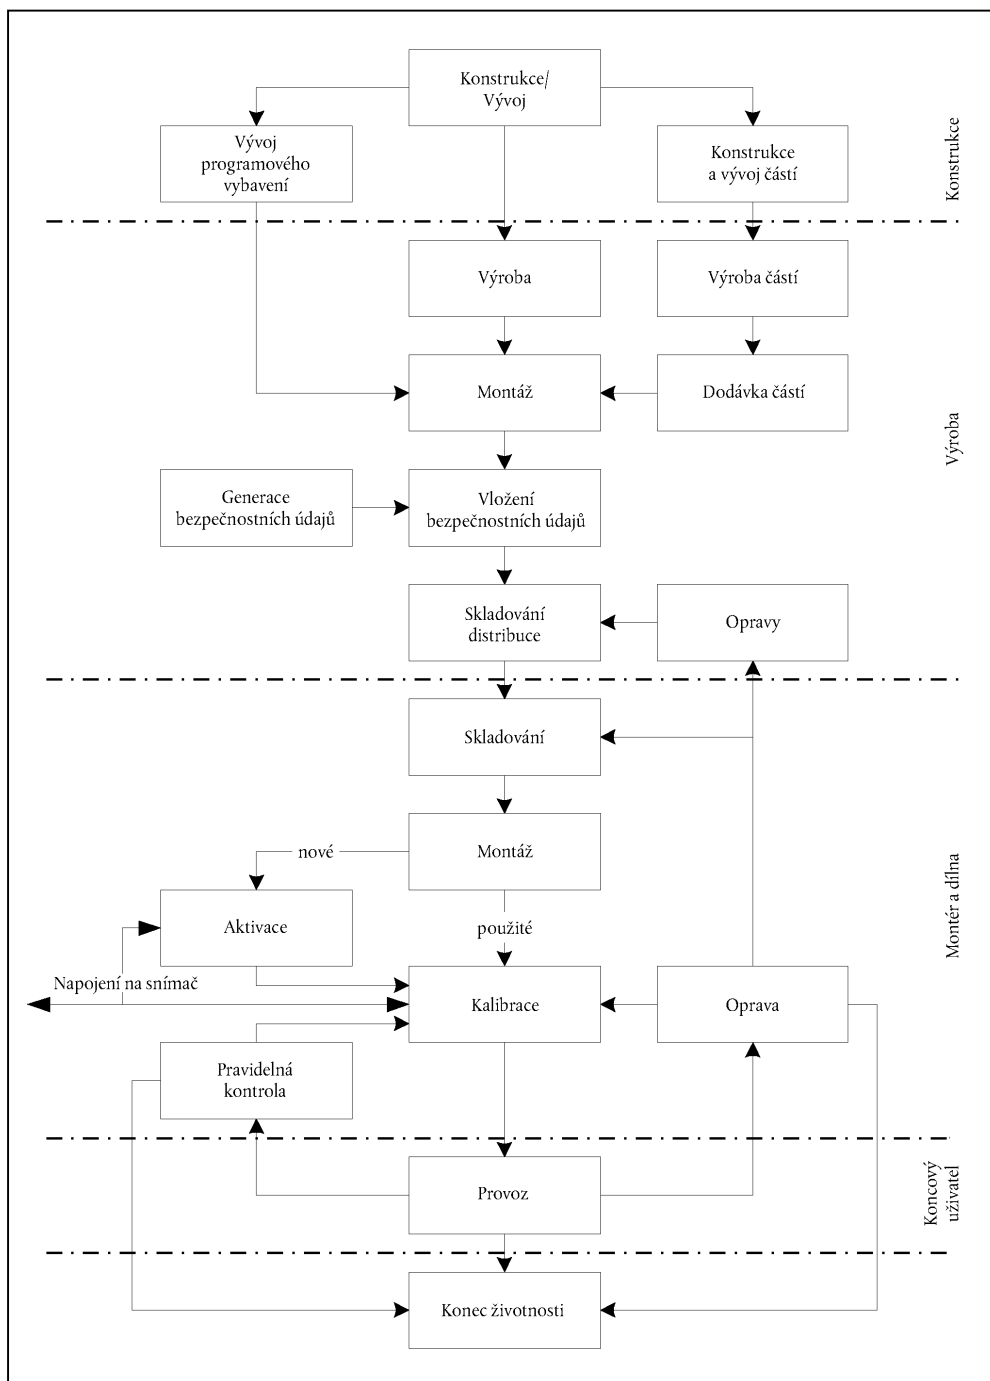 Konstrukce/
Vývoj
Vývoj
programového
vybavení
Konstrukce
a vývoj částí
Konstrukce
Výroba
Výroba částí
Montáž
Dodávka částí
Výroba
Generace
bezpečnostních údajů
Vložení
bezpečnostních údajů
Skladování
distribuce
Opravy
Skladování
nové
Montáž
Montér a dílna
Aktivace
použité
Napojení na snímač
Kalibrace
Oprava
Pravidelná
kontrola
Provoz
Koncový
uživatel
Konec životnosti